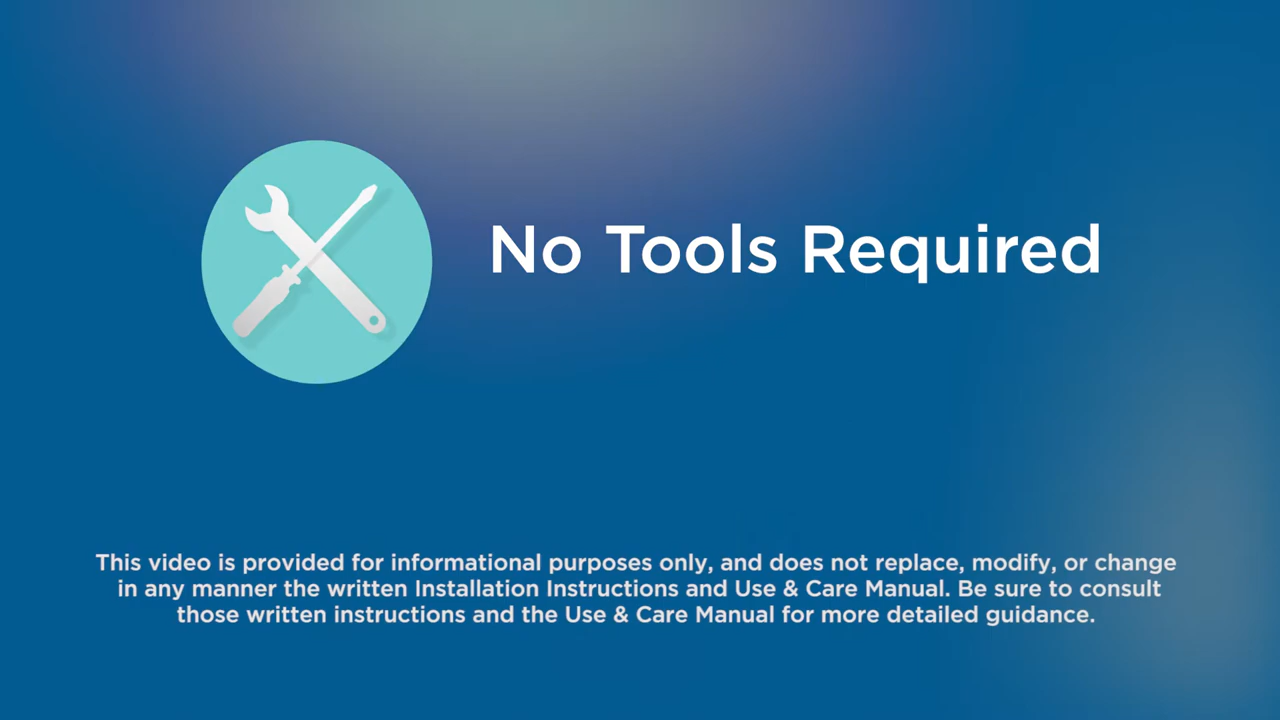 No Tools Required
This video is provided for informational purposes only, and does not replace, modify, or change
in any manner the written Installation Instructions and Use & Care Manual. Be sure to consult
those written instructions and the Use & Care Manual for more detailed guidance.